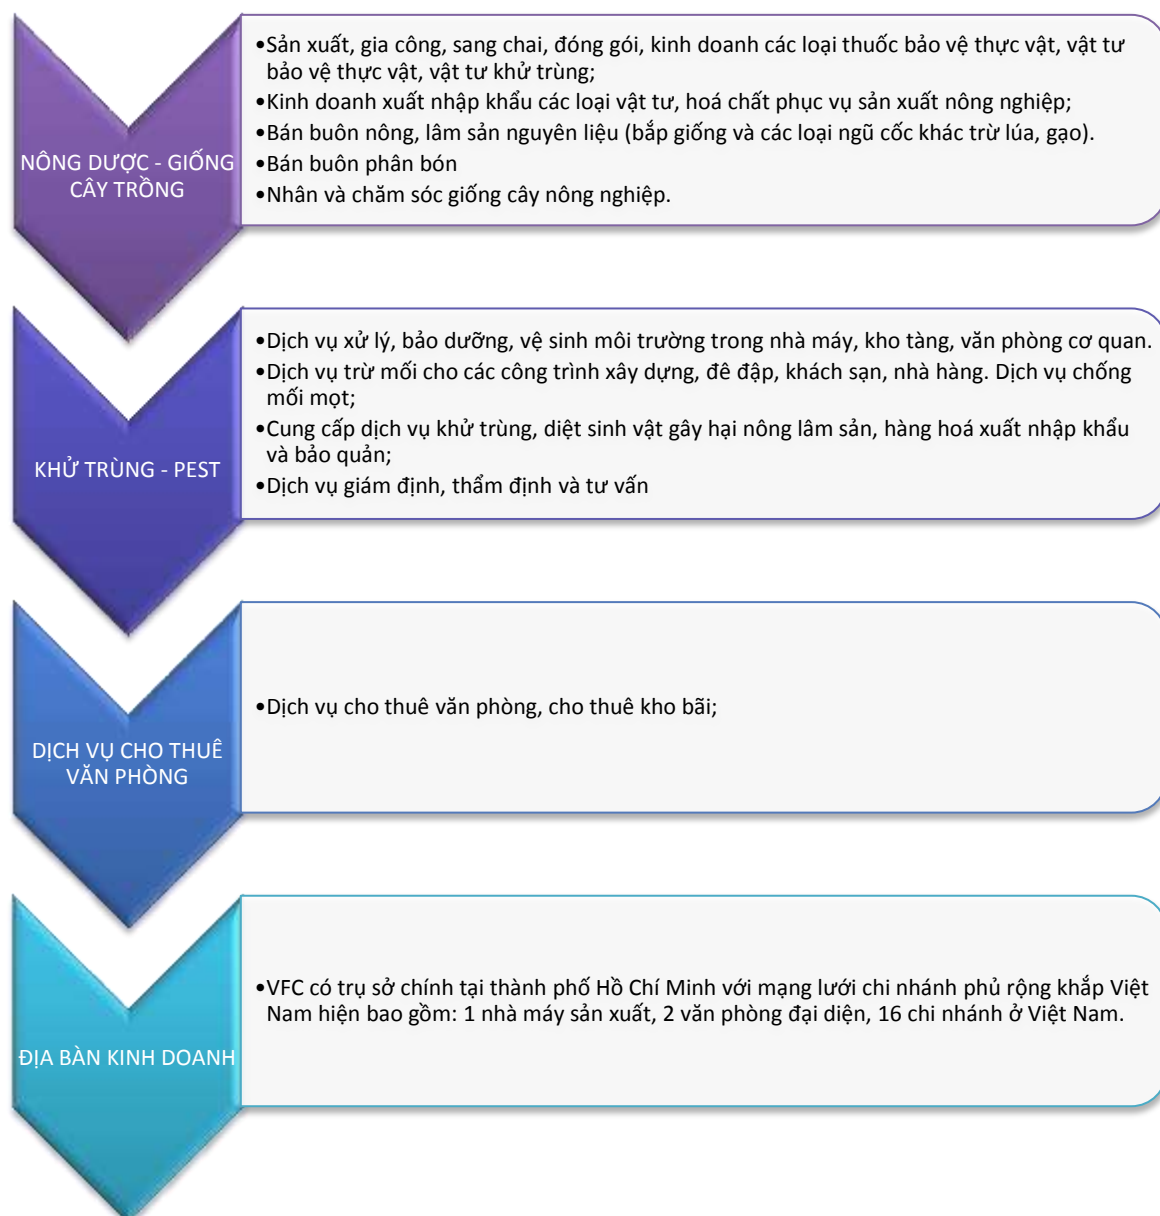 NÔNG DƯỢC - GIỐNG
CÂY TRỒNG
•Sản xuất, gia công, sang chai, đóng gói, kinh doanh các loại thuốc bảo vệ thực vật, vật tư
bảo vệ thực vật, vật tư khử trùng;
•Kinh doanh xuất nhập khẩu các loại vật tư, hoá chất phục vụ sản xuất nông nghiệp;
•Bán buôn nông, lâm sản nguyên liệu (bắp giống và các loại ngũ cốc khác trừ lúa, gạo).
•Bán buôn phân bón
•Nhân và chăm sóc giống cây nông nghiệp.
KHỬ TRÙNG - PEST
•Dịch vụ xử lý, bảo dưỡng, vệ sinh môi trường trong nhà máy, kho tàng, văn phòng cơ quan.
•Dịch vụ trừ mối cho các công trình xây dựng, đê đập, khách sạn, nhà hàng. Dịch vụ chống
mối mọt;
•Cung cấp dịch vụ khử trùng, diệt sinh vật gây hại nông lâm sản, hàng hoá xuất nhập khẩu
và bảo quản;
•Dịch vụ giám định, thẩm định và tư vấn
DỊCH VỤ CHO THUÊ
VĂN PHÒNG
•Dịch vụ cho thuê văn phòng, cho thuê kho bãi;
ĐỊA BÀN KINH DOANH
•VFC có trụ sở chính tại thành phố Hồ Chí Minh với mạng lưới chi nhánh phủ rộng khắp Việt
Nam hiện bao gồm: 1 nhà máy sản xuất, 2 văn phòng đại diện, 16 chi nhánh ở Việt Nam.